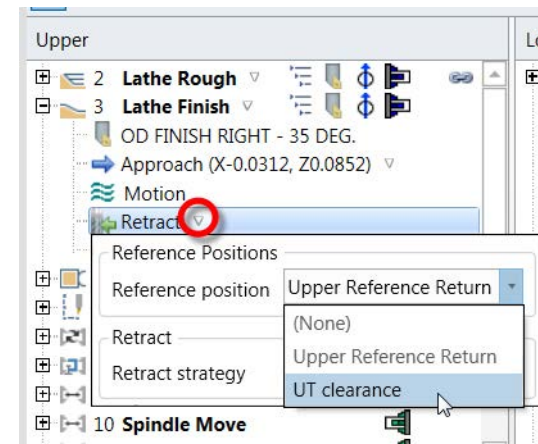 Upper
Lo
2 Lathe Rough
3 Lathe Finish
OD FINISH RIGHT - 35 DEG.
Approach (X-0.0312, Z0.0852)
Motion
Retract
Reference Positions
Reference position Upper Reference Return
(None)
Upper Reference Return
UT clearance
Retract
Retract strategy
10 Spindle Move